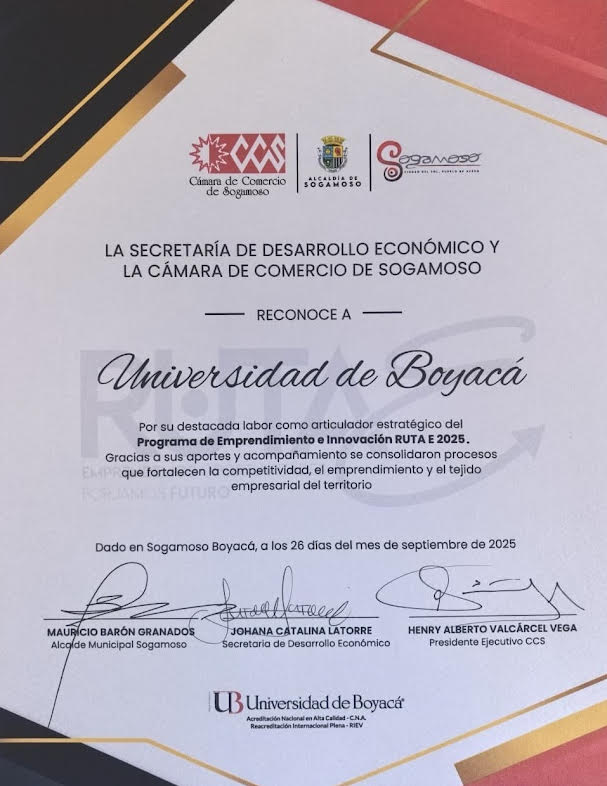 CCS
Cámara de Comercio
de Sogamoso
ALCALDÍA DE
SOGAMOSO
Sogamoso
LA SECRETARÍA DE DESARROLLO ECONÓMICO Y
LA CÁMARA DE COMERCIO DE SOGAMOSO
RECONOCE A
Universidad de Boyacá
Por su destacada labor como articulador estratégico del
Programa de Emprendimiento e Innovación RUTA E 2025.
Gracias a sus aportes y acompañamiento se consolidaron procesos
que fortalecen la competitividad, el emprendimiento y el tejido
empresarial del territorio
RUTA
FORJAMOS FUTURO
Dado en Sogamoso Boyacá, a los 26 días del mes de septiembre de 2025
MAURICIO BARÓN GRANADOS
Alcalde Municipal Sogamoso
JOHANA CATALINA LATORRE
Secretaria de Desarrollo Económico
HENRY ALBERTO VALCÁRCEL VEGA
Presidente Ejecutivo CCS
UB Universidad de Boyacá
Acreditación Nacional en Alta Calidad - C.N.A.
Reacreditación Internacional Plena - RIEV